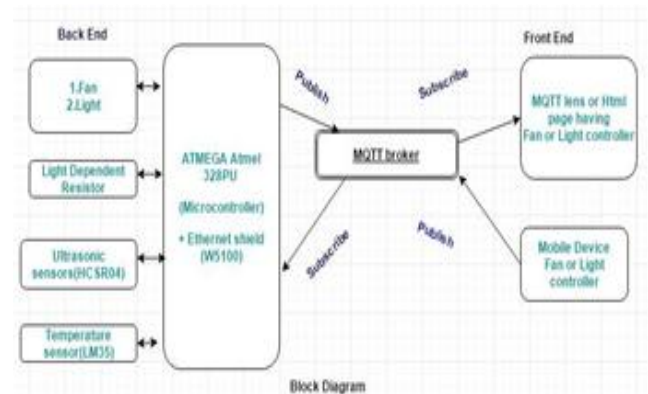 Back End
Front End
1.Fan
2.Light
Light Dependent
Resistor
Ultrasonic
sensors(HCSR04)
Temperature
sensor(LM35)
ATMEGA Atmel
328PU
(Microcontroller)
+ Ethernet shield
(W5100)
Publish
Subscribe
MQTT broker
Subscribe
Publish
MQTT lens or Html
page having
Fan or Light controller
Mobile Device
Fan or Light
controller
Block Diagram